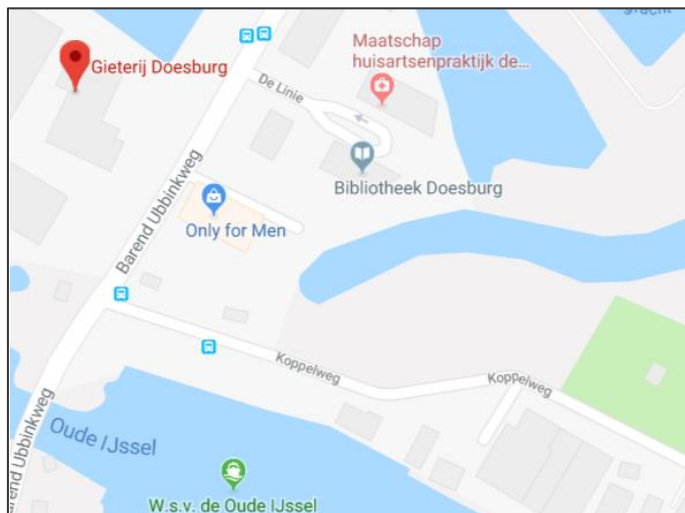 gracht
Gieterij Doesburg
Maatschap
huisartsenpraktijk de...
De Linie
Bibliotheek Doesburg
Barend Ubbinkweg
Only for Men
Koppelweg
Koppelweg
Oude IJssel
Barend Ubbinkweg
W.s.v. de Oude IJssel